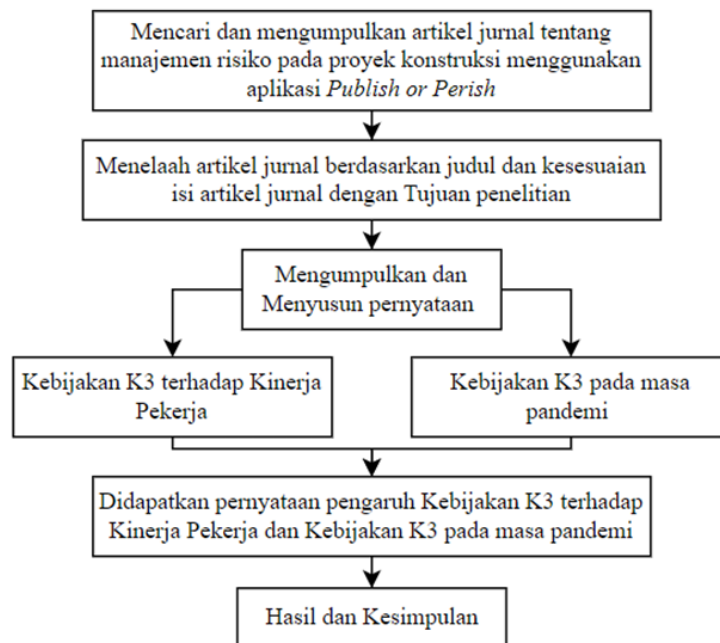 Mencari dan mengumpulkan artikel jurnal tentang
manajemen risiko pada proyek konstruksi menggunakan
aplikasi Publish or Perish
Menelaah artikel jurnal berdasarkan judul dan kesesuaian
isi artikel jurnal dengan Tujuan penelitian
Mengumpulkan dan
Menyusun pernyataan
Kebijakan K3 terhadap Kinerja
Pekerja
Kebijakan K3 pada masa
pandemi
Didapatkan pernyataan pengaruh Kebijakan K3 terhadap
Kinerja Pekerja dan Kebijakan K3 pada masa pandemi
Hasil dan Kesimpulan